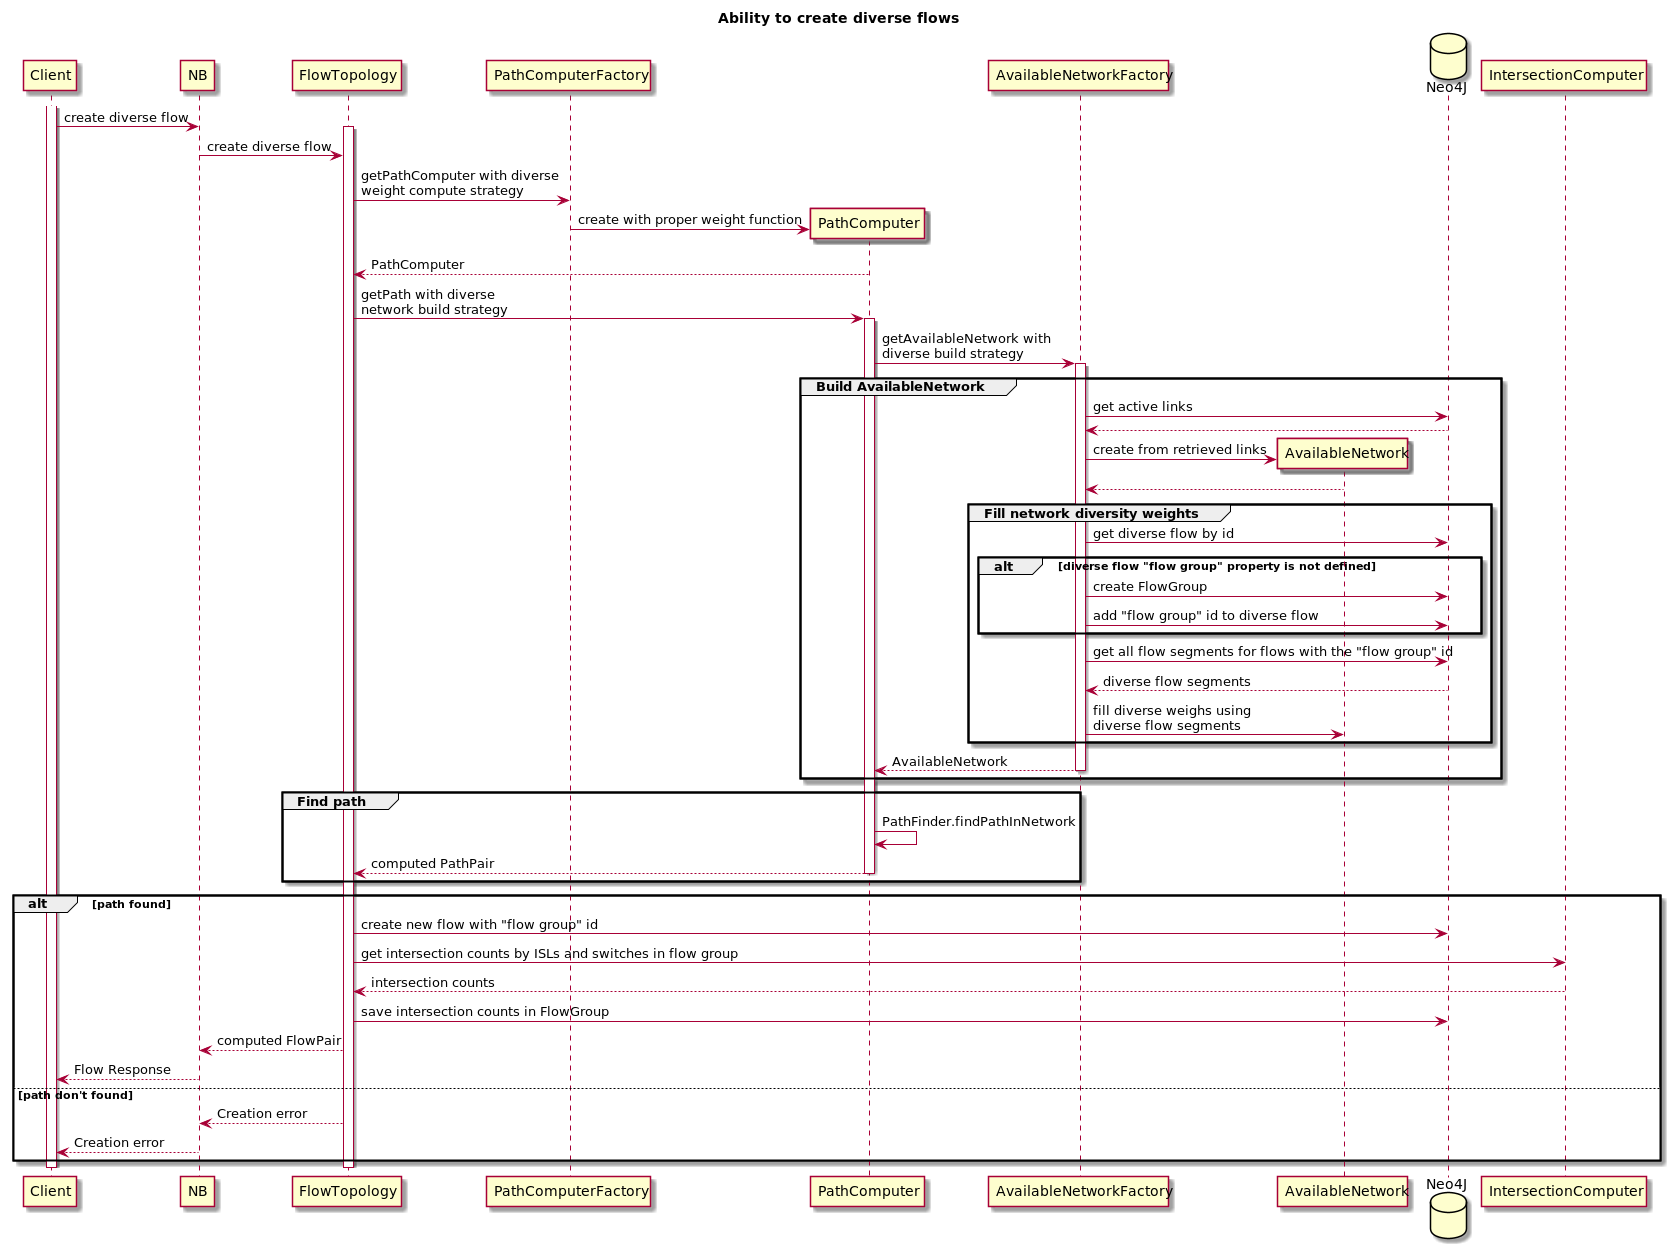 Ability to create diverse flows
Client
NB
FlowTopology
PathComputerFactory
AvailableNetworkFactory
Neo4J
IntersectionComputer
create diverse flow
create diverse flow
getPathComputer with diverse
weight compute strategy
create with proper weight function
PathComputer
PathComputer
getPath with diverse
network build strategy
getAvailableNetwork with
diverse build strategy
Build AvailableNetwork
get active links
create from retrieved links
AvailableNetwork
Fill network diversity weights
get diverse flow by id
alt [diverse flow "flow group" property is not defined]
create FlowGroup
add "flow group" id to diverse flow
get all flow segments for flows with the "flow group" id
diverse flow segments
fill diverse weighs using
diverse flow segments
AvailableNetwork
Find path
PathFinder.findPathInNetwork
computed PathPair
alt [path found]
create new flow with "flow group" id
get intersection counts by ISLs and switches in flow group
intersection counts
save intersection counts in FlowGroup
computed FlowPair
Flow Response
[path don't found]
Creation error
Creation error
Client
NB
FlowTopology
PathComputerFactory
PathComputer
AvailableNetworkFactory
AvailableNetwork
Neo4J
IntersectionComputer